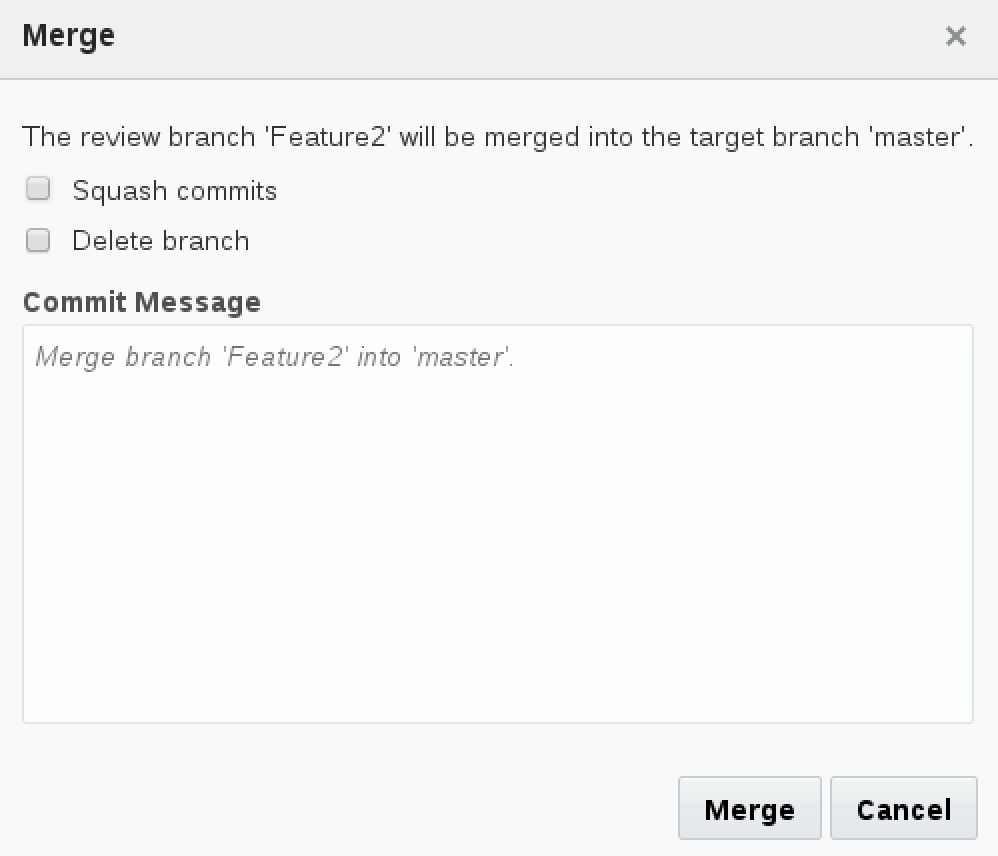 Merge
The review branch 'Feature2' will be merged into the target branch 'master'.
Squash commits
Delete branch
Commit Message
Merge branch 'Feature2' into 'master'.
Merge Cancel